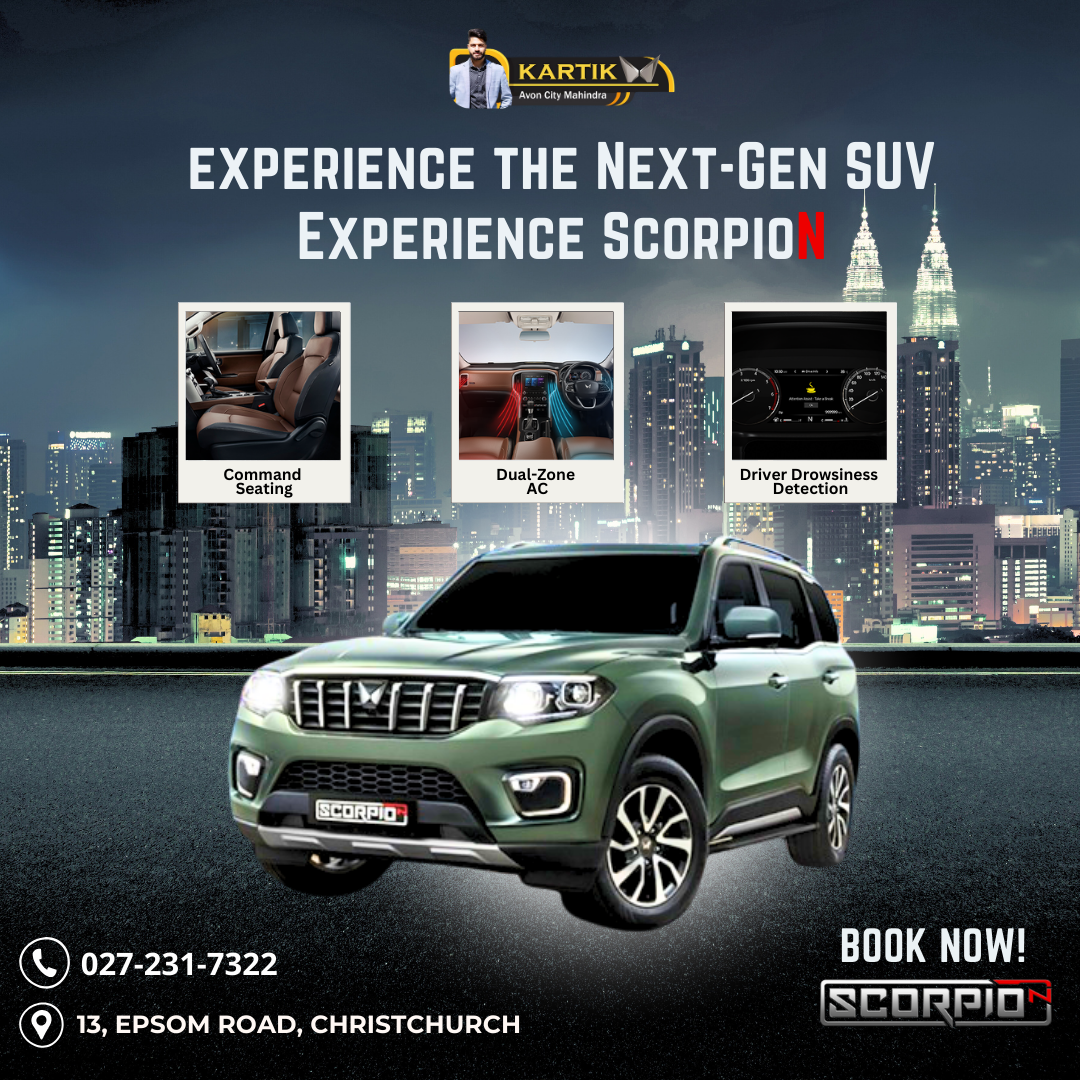 KARTIK
Avon City Mahindra
EXPERIENCE THE NEXT-GEN SUV
EXPERIENCE SCORPION
Command
Seating
Dual-Zone
AC
Driver Drowsiness
Detection
SCORPIO N
027-231-7322
13, EPSOM ROAD, CHRISTCHURCH
BOOK NOW!
SCORPIO N